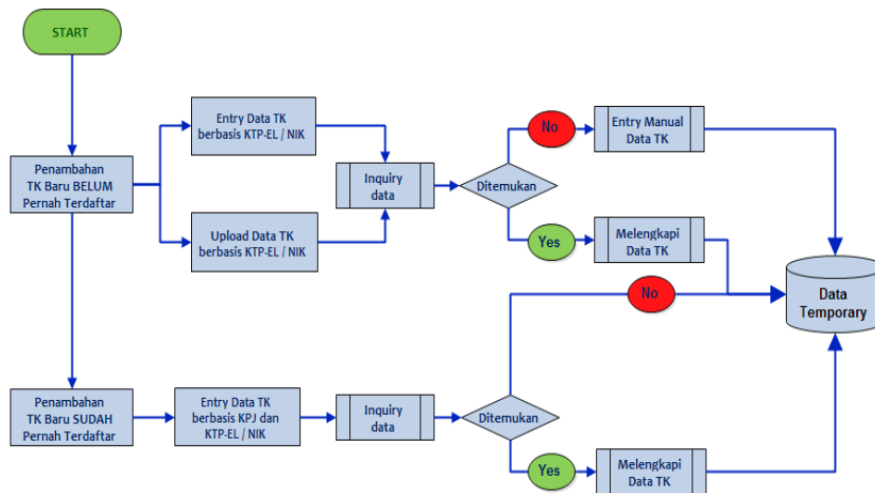 START
Entry Data TK
berbasis KTP-EL / NIK
No
Entry Manual
Data TK
Penambahan
TK Baru BELUM
Pernah Terdaftar
Inquiry
data
Ditemukan
Upload Data TK
berbasis KTP-EL / NIK
Yes
Melengkapi
Data TK
No
Data
Temporary
Penambahan
TK Baru SUDAH
Pernah Terdaftar
Entry Data TK
berbasis KPJ dan
KTP-EL / NIK
Inquiry
data
Ditemukan
Yes
Melengkapi
Data TK